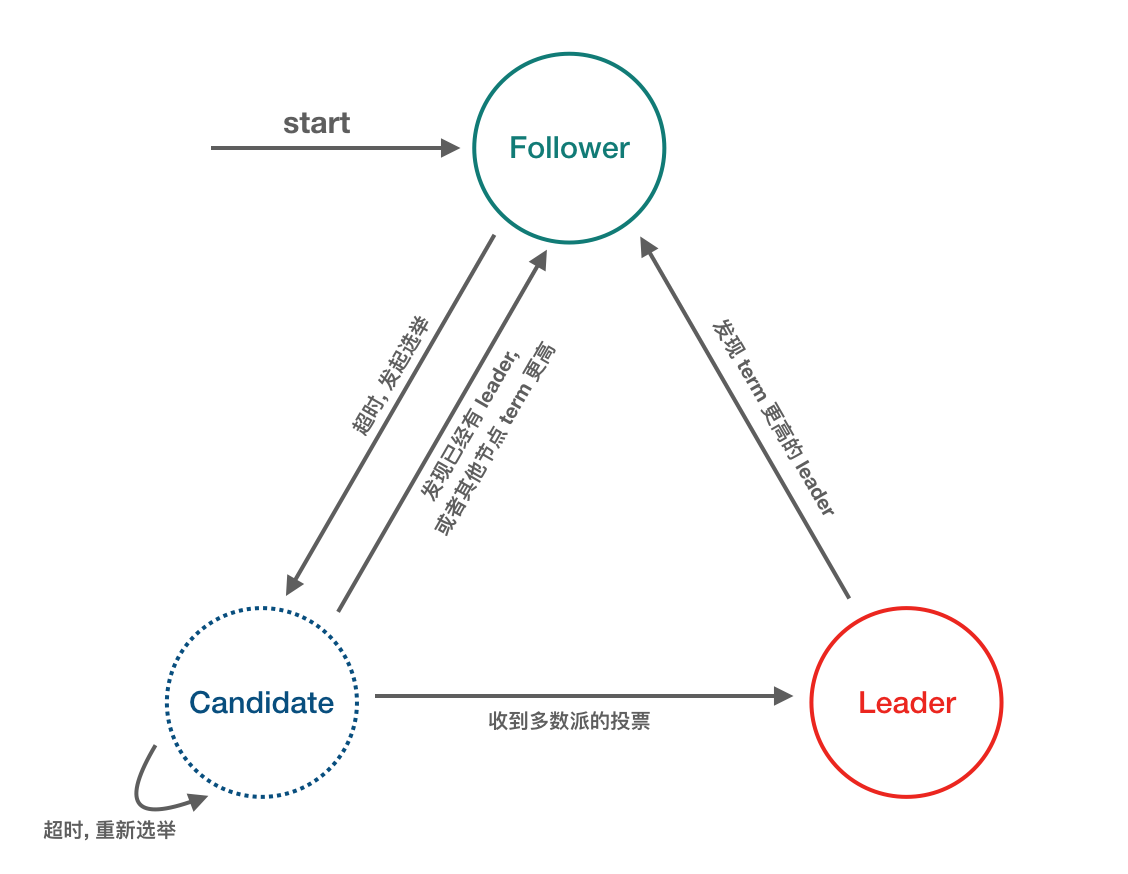 start
Follower
超时, 发起选举
发现已经有 leader,
或者其他节点 term 更高
发现 term 更高的 leader
Candidate
收到多数派的投票
Leader
超时, 重新选举